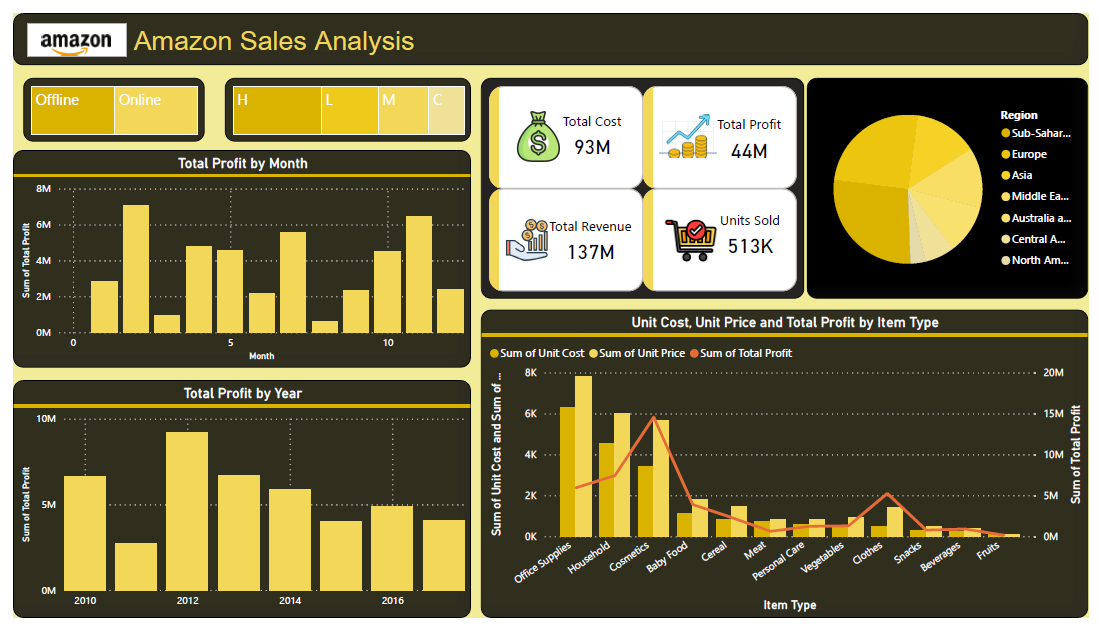 amazon
Amazon Sales Analysis
Offline
Online
H
L
M
C
Total Cost
93M
Total Profit
44M
Total Revenue
137M
Units Sold
513K
Region
Sub-Sahar...
Europe
Asia
Middle Ea...
Australia a...
Central A...
North Am...
Total Profit by Month
Sum of Total Profit
8M
6M
4M
2M
0M
0
5
10
Month
Total Profit by Year
Sum of Total Profit
10M
5M
0M
2010
2012
2014
2016
Unit Cost, Unit Price and Total Profit by Item Type
Sum of Unit Cost
Sum of Unit Price
Sum of Total Profit
Sum of Unit Cost and Sum of ...
8K
6K
4K
2K
0K
20M
15M
10M
5M
0M
Sum of Total Profit
Office Supplies
Household
Cosmetics
Baby Food
Cereal
Meat
Personal Care
Vegetables
Clothes
Snacks
Beverages
Fruits
Item Type